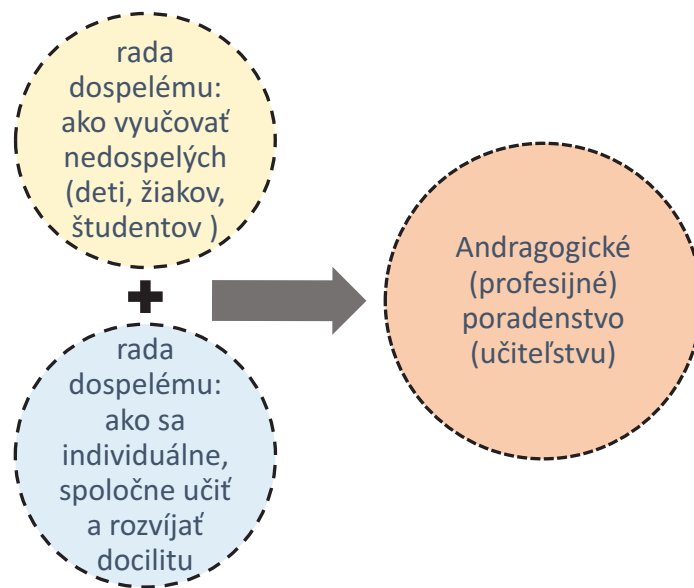 rada
dospelému:
ako vyučovať
nedospelých
(deti, žiakov,
študentov )
+
rada
dospelému:
ako sa
individuálne,
spoločne učiť
a rozvíjať
docilitu
Andragogické
(profesijné)
poradenstvo
(učiteľstvu)